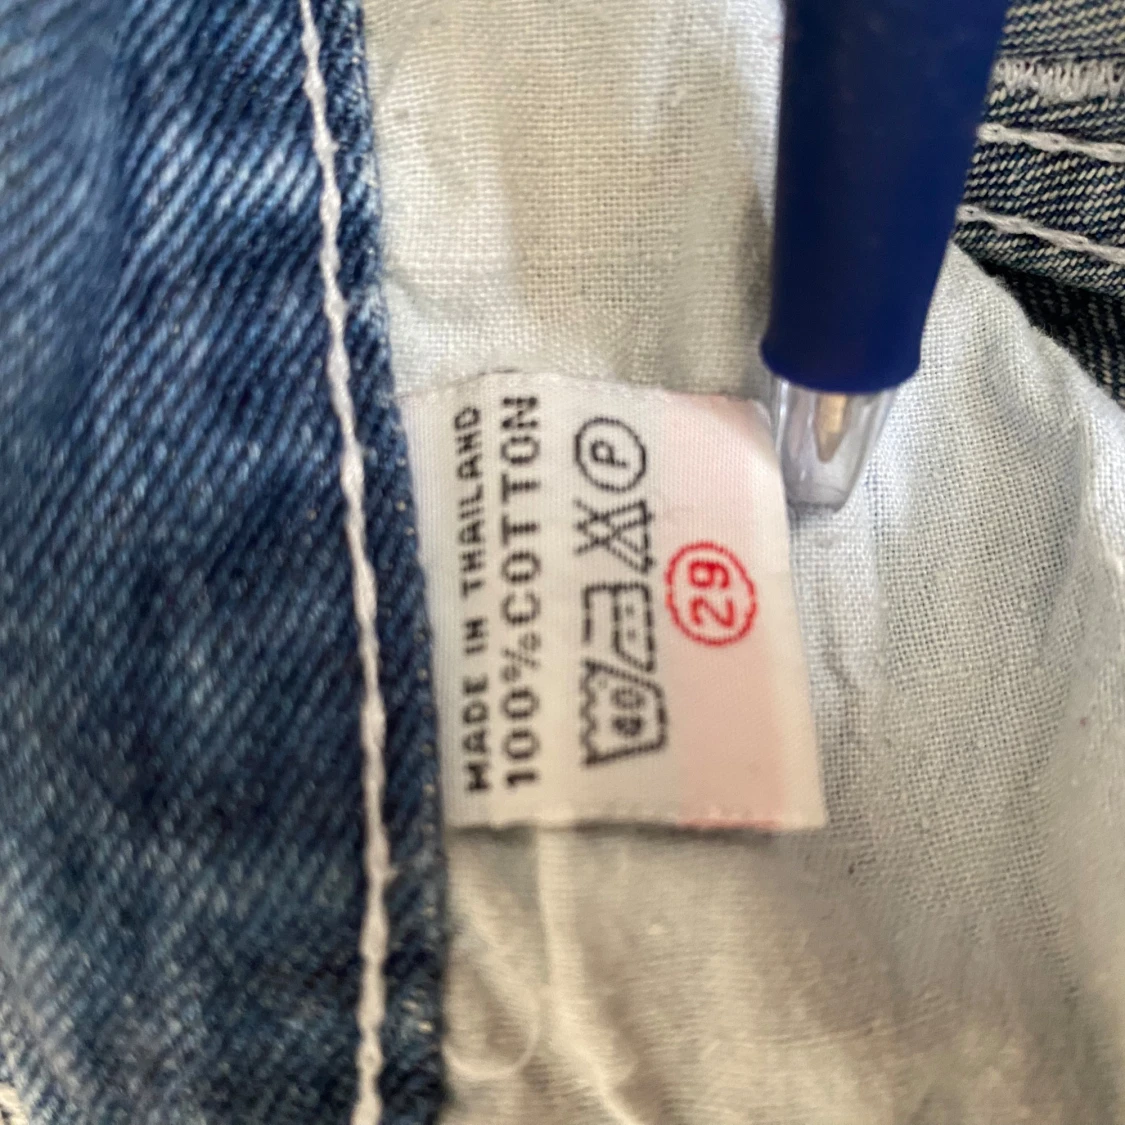 MADE IN THAILAND
100%COTTON
40 P
29